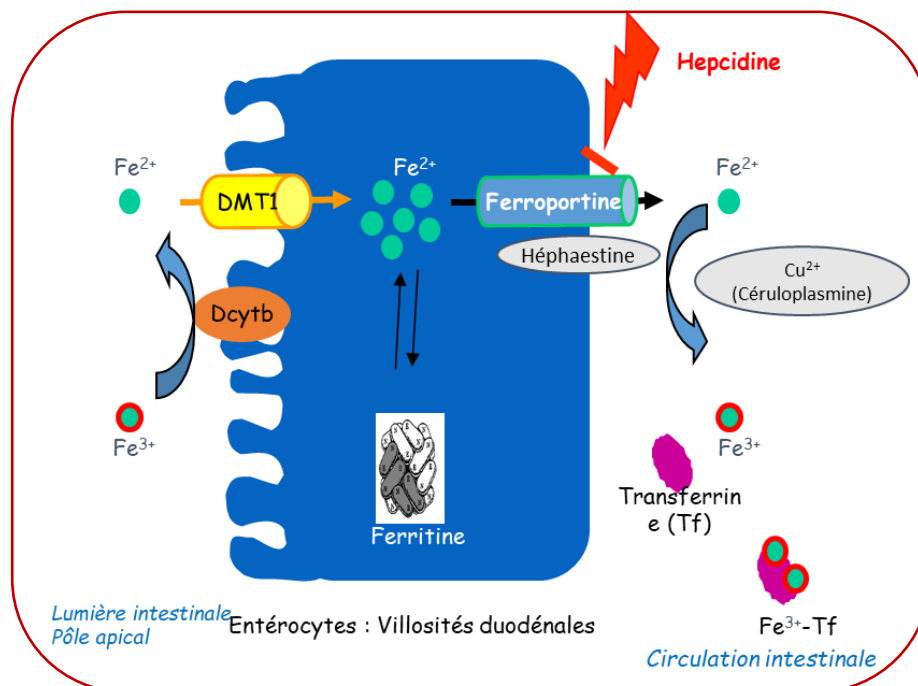 Hepcidine
Fe²⁺
Fe²⁺
Fe²⁺
DMT1
Ferroportine
Héphaestine
Cu²⁺
(Céruloplasmine)
Dcytb
Fe³⁺
Fe³⁺
Transferrin
e (Tf)
Ferritine
Lumière intestinale
Pôle apical
Entérocytes : Villosités duodénales
Fe³⁺-Tf
Circulation intestinale